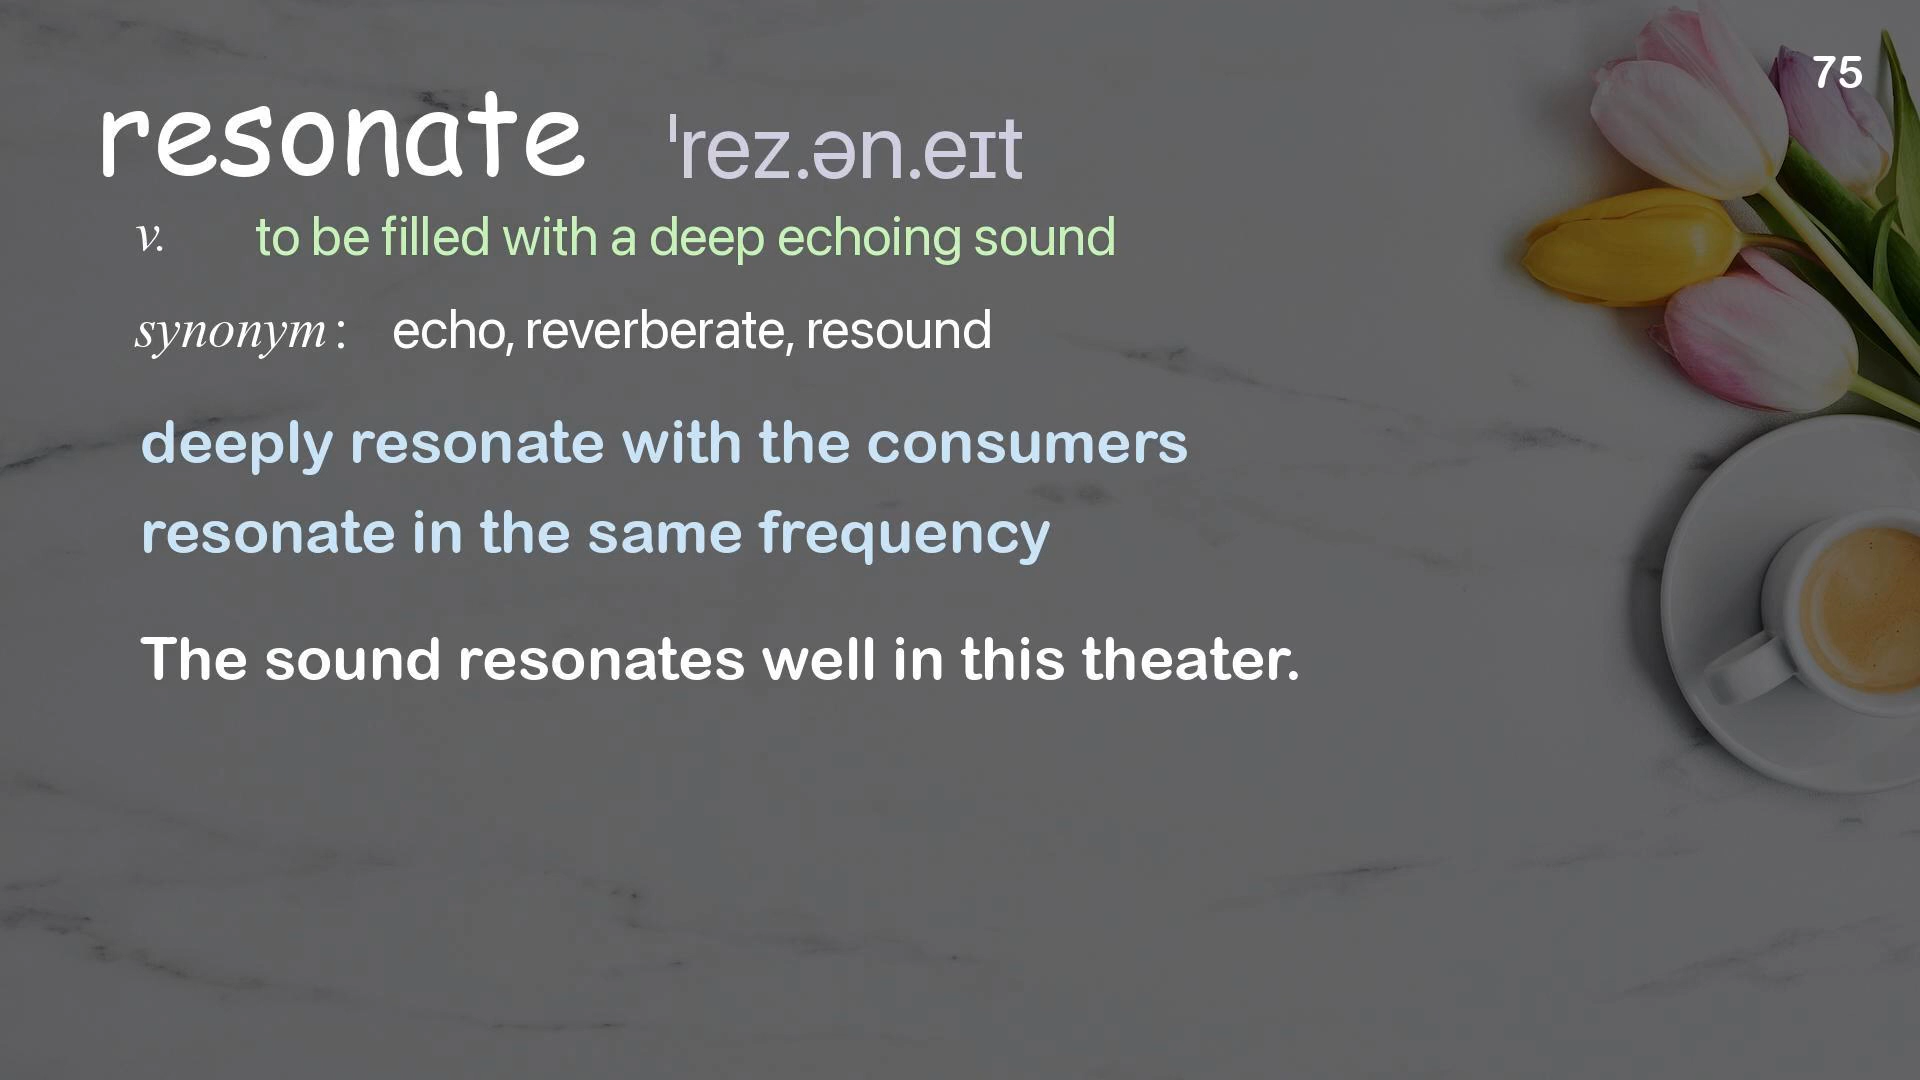 75
resonate ˈrez.ən.eɪt
v. to be filled with a deep echoing sound
synonym: echo, reverberate, resound
deeply resonate with the consumers
resonate in the same frequency
The sound resonates well in this theater.